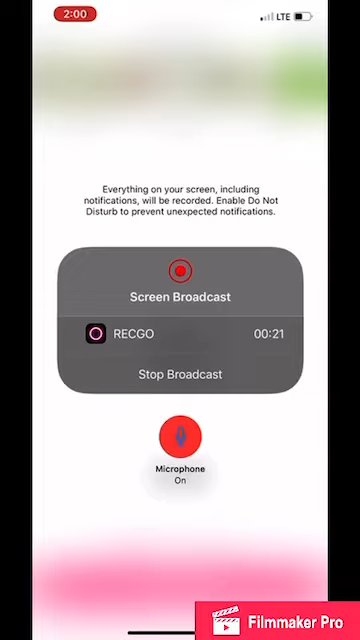 2:00
LTE
Everything on your screen, including
notifications, will be recorded. Enable Do Not
Disturb to prevent unexpected notifications.
Screen Broadcast
RECGO
00:21
Stop Broadcast
Microphone
On
Filmmaker Pro